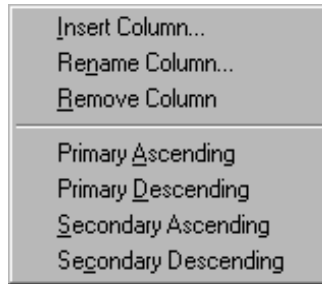 Insert Column...
Rename Column...
Remove Column
Primary Ascending
Primary Descending
Secondary Ascending
Secondary Descending